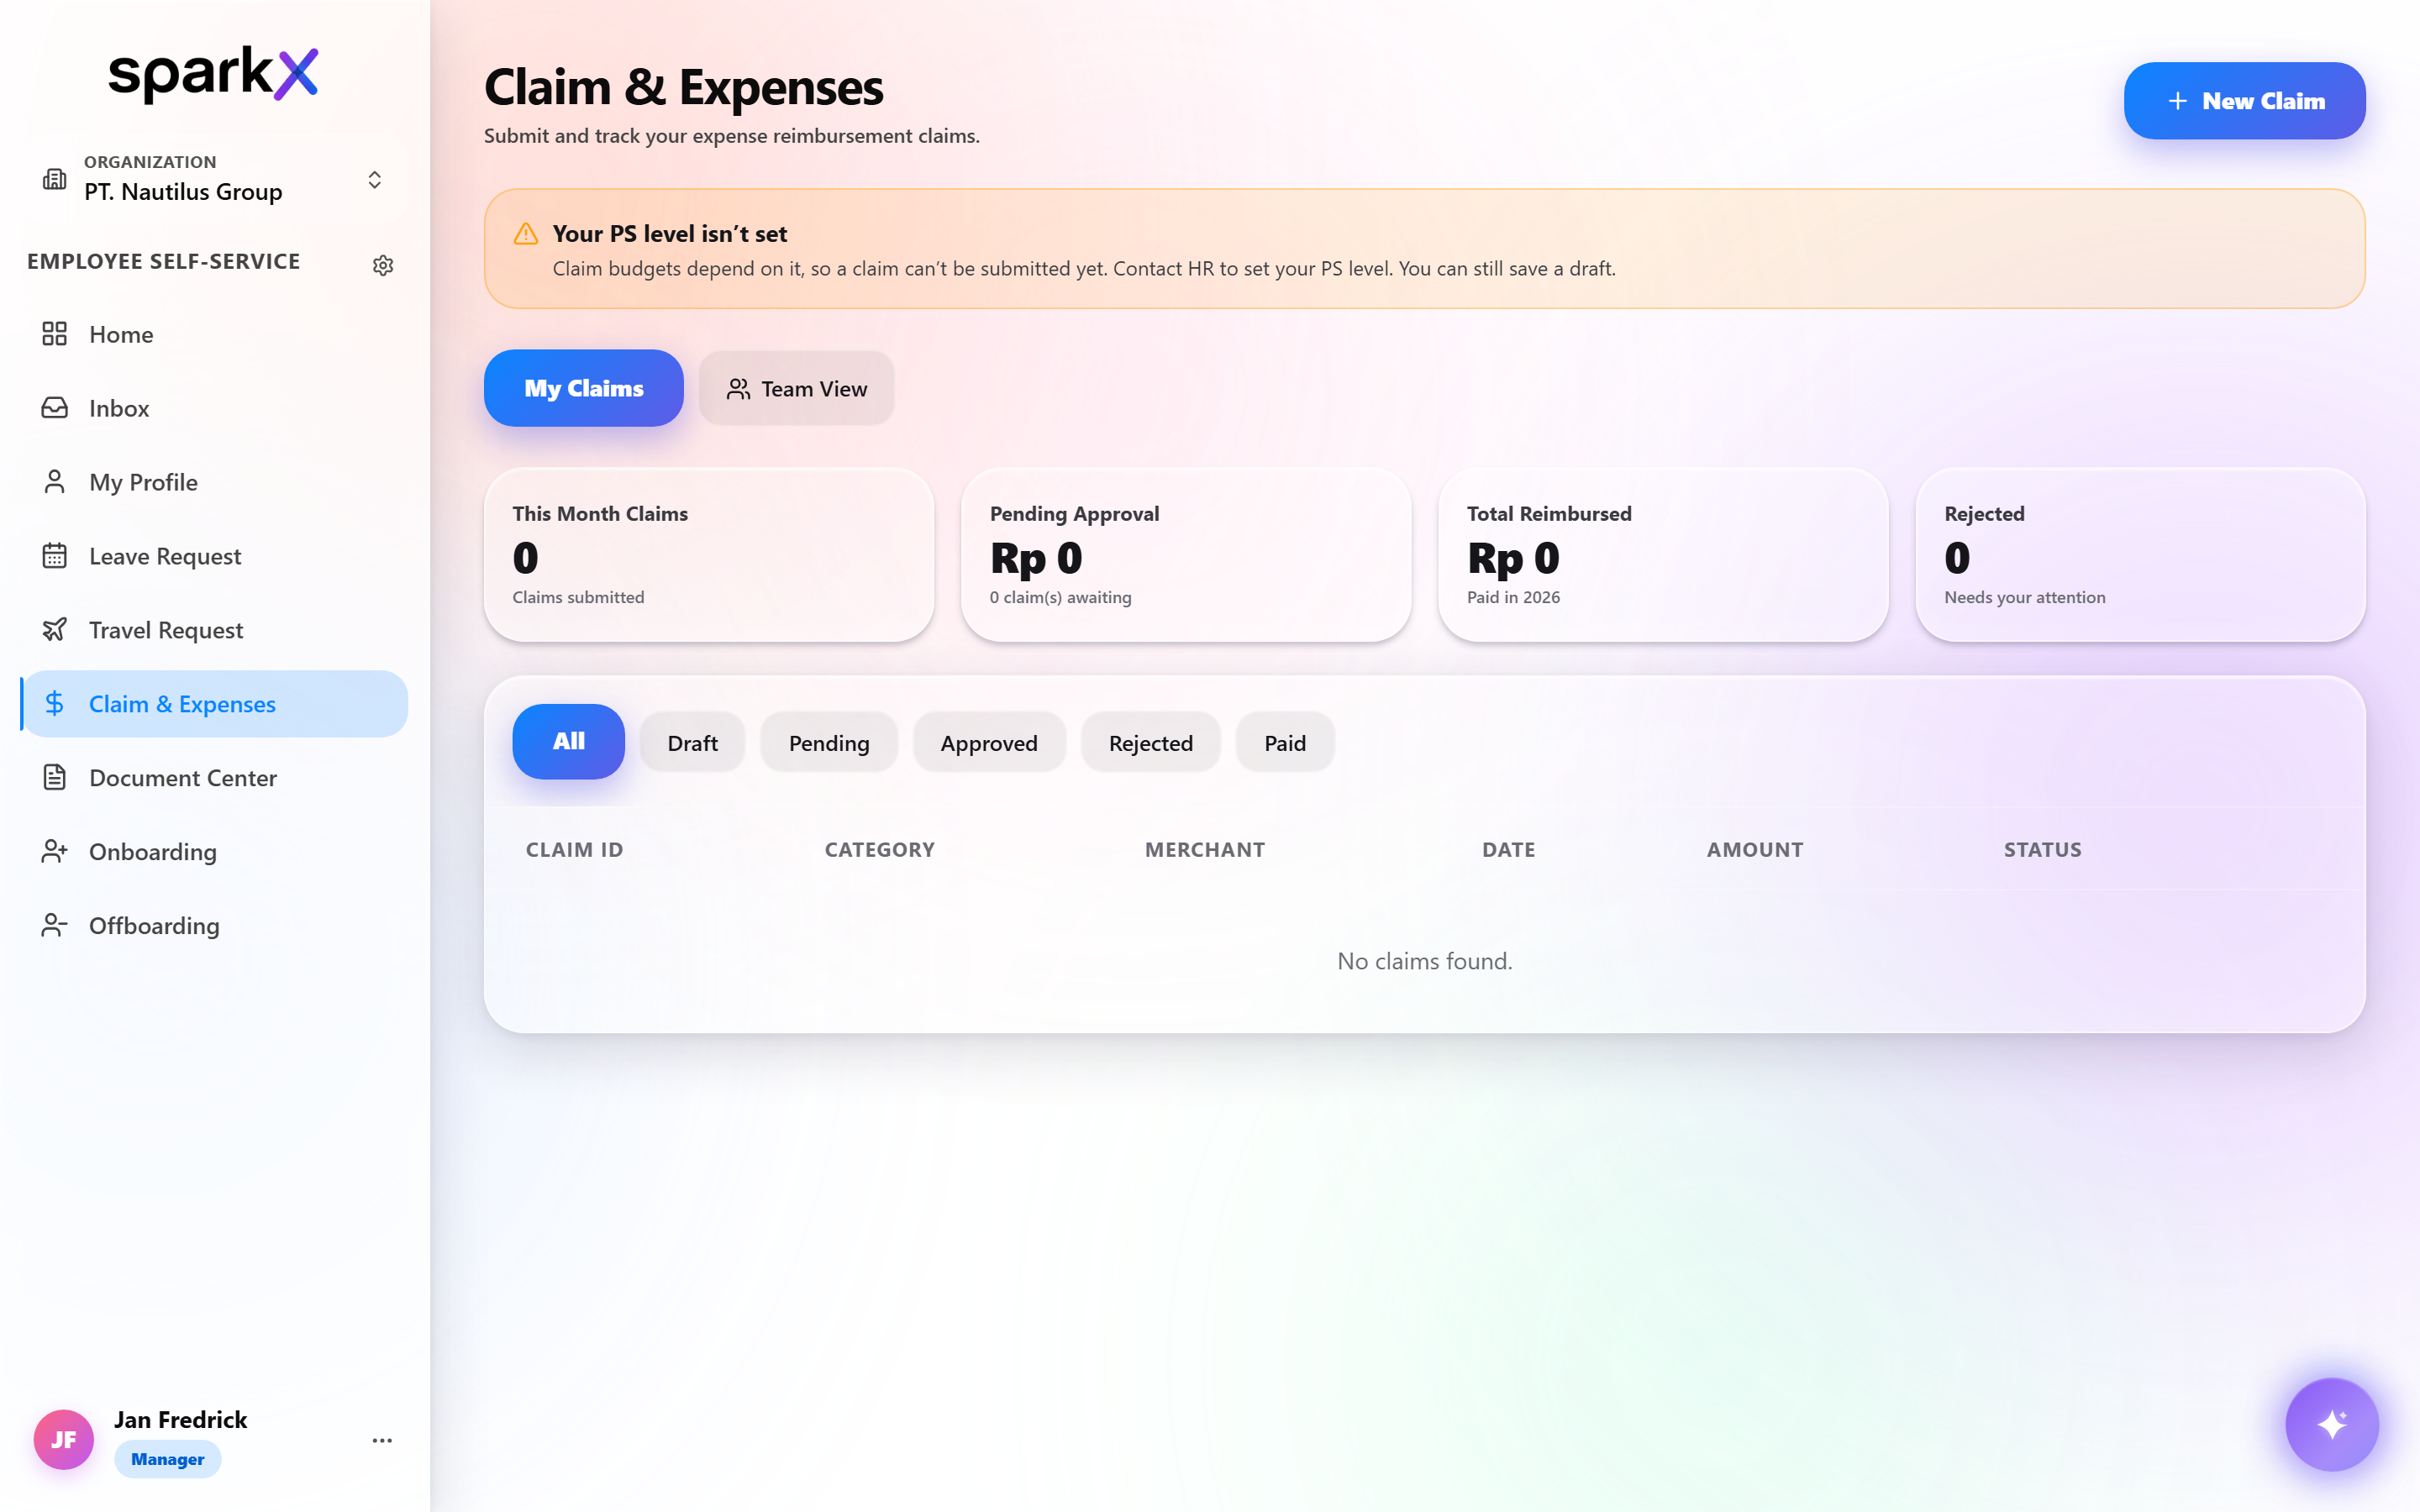 sparkX
ORGANIZATION
PT. Nautilus Group
EMPLOYEE SELF-SERVICE
Home
Inbox
My Profile
Leave Request
Travel Request
Claim & Expenses
Document Center
Onboarding
Offboarding
JF
Jan Fredrick
Manager
Claim & Expenses
Submit and track your expense reimbursement claims.
New Claim
Your PS level isn’t set
Claim budgets depend on it, so a claim can’t be submitted yet. Contact HR to set your PS level. You can still save a draft.
My Claims
Team View
This Month Claims
0
Claims submitted
Pending Approval
Rp 0
0 claim(s) awaiting
Total Reimbursed
Rp 0
Paid in 2026
Rejected
0
Needs your attention
All Draft Pending Approved Rejected Paid
CLAIM ID CATEGORY MERCHANT DATE AMOUNT STATUS
No claims found.